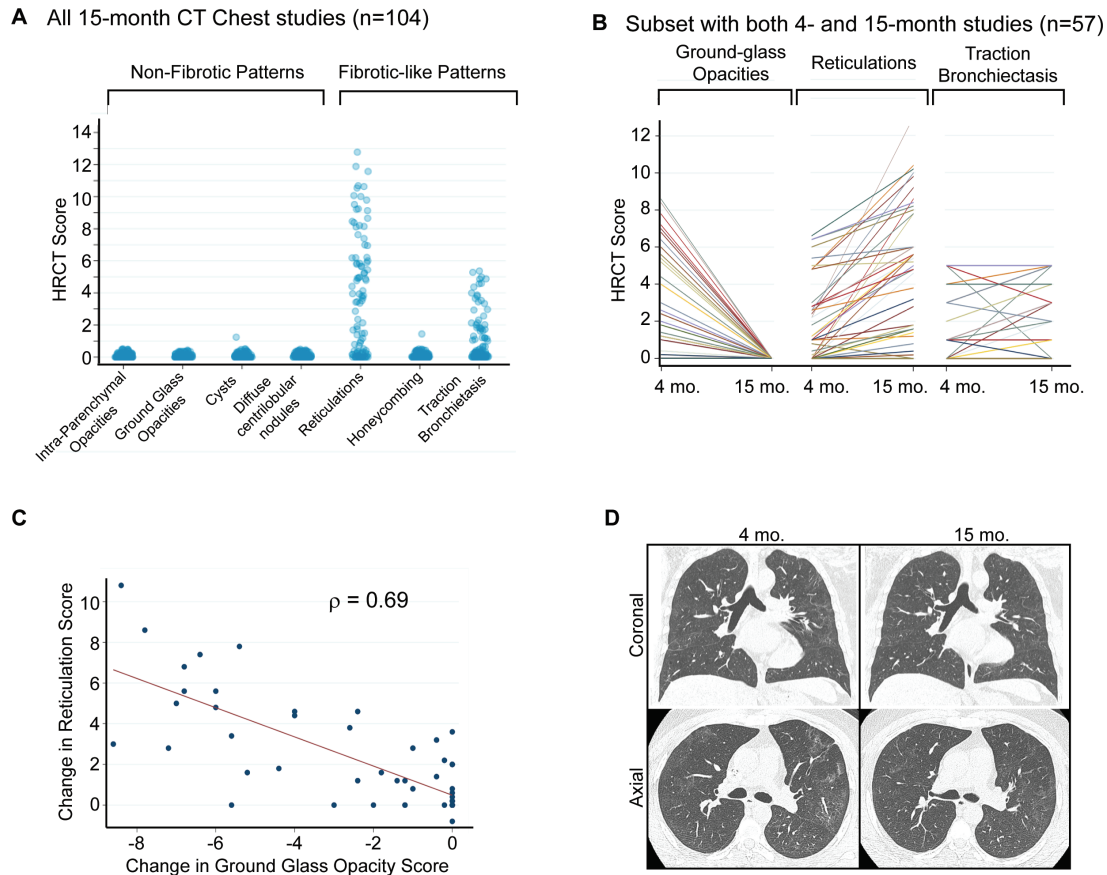 A All 15-month CT Chest studies (n=104)
Non-Fibrotic Patterns Fibrotic-like Patterns
HRCT Score
14
12
10
8
6
4
2
0
Intra-Parenchymal
Opacities
Ground Glass
Opacities
Cysts
Diffuse
centrilobular
nodules
Reticulations
Honeycombing
Traction
Bronchietasis
B Subset with both 4- and 15-month studies (n=57)
Ground-glass
Opacities
Reticulations
Traction
Bronchiectasis
HRCT Score
12
10
8
6
4
2
0
4 mo. 15 mo. 4 mo. 15 mo. 4 mo. 15 mo.
C
ρ = 0.69
Change in Reticulation Score
10
8
6
4
2
0
-8 -6 -4 -2 0
Change in Ground Glass Opacity Score
D
4 mo. 15 mo.
Coronal
Axial